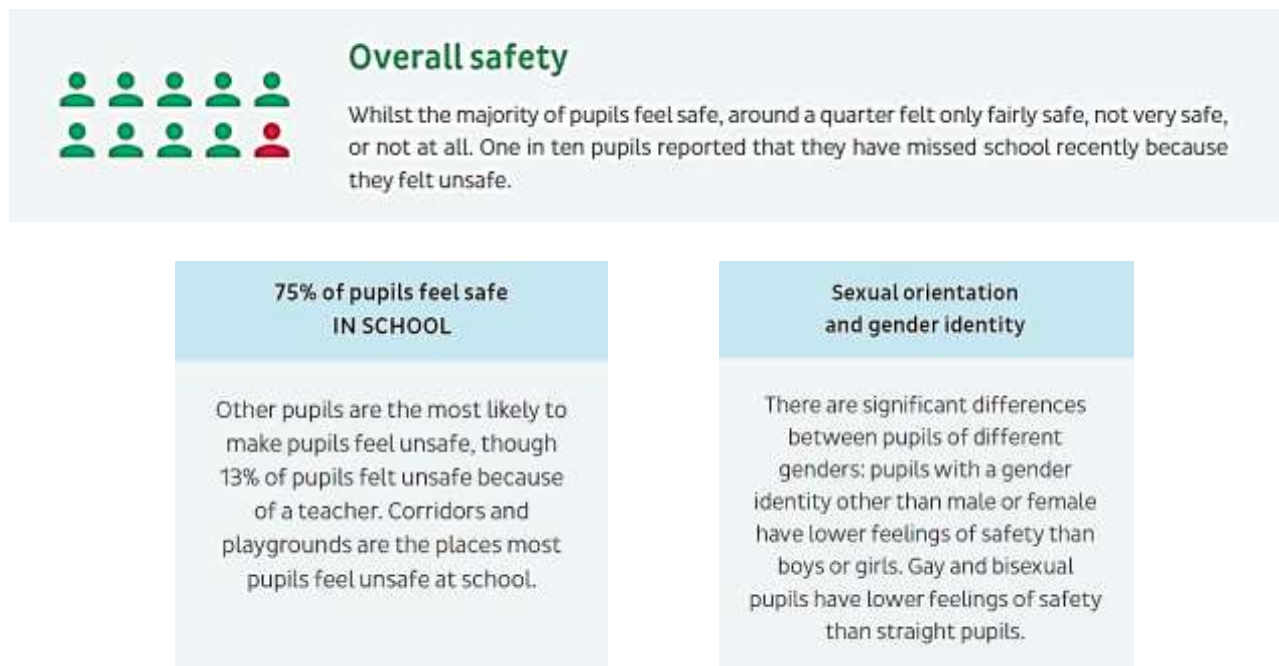 Overall safety
Whilst the majority of pupils feel safe, around a quarter felt only fairly safe, not very safe,
or not at all. One in ten pupils reported that they have missed school recently because
they felt unsafe.
75% of pupils feel safe
IN SCHOOL
Other pupils are the most likely to
make pupils feel unsafe, though
13% of pupils felt unsafe because
of a teacher. Corridors and
playgrounds are the places most
pupils feel unsafe at school.
Sexual orientation
and gender identity
There are significant differences
between pupils of different
genders: pupils with a gender
identity other than male or female
have lower feelings of safety than
boys or girls. Gay and bisexual
pupils have lower feelings of safety
than straight pupils.